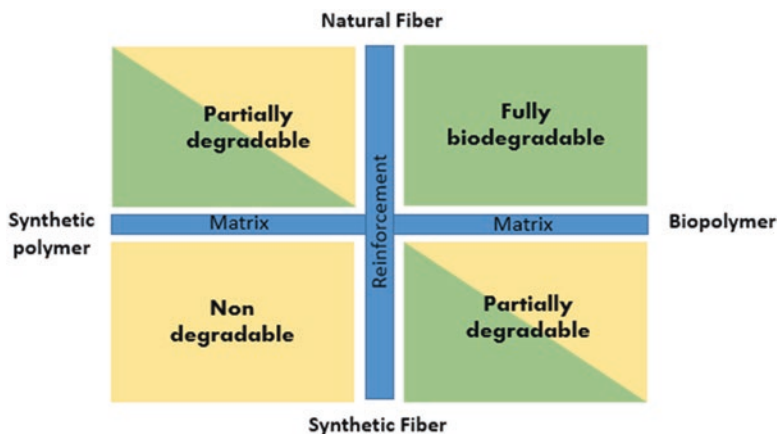 Natural Fiber
Partially
degradable
Fully
biodegradable
Reinforcement
Synthetic
polymer
Matrix
Matrix
Biopolymer
Non
degradable
Partially
degradable
Synthetic Fiber